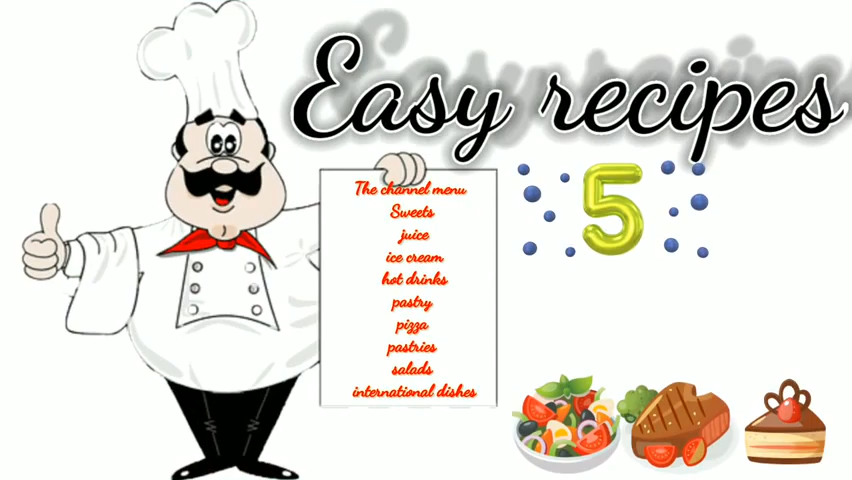 Easy recipes
5
The channel menu
Sweets
juice
ice cream
hot drinks
pastry
pizza
pastries
salads
international dishes